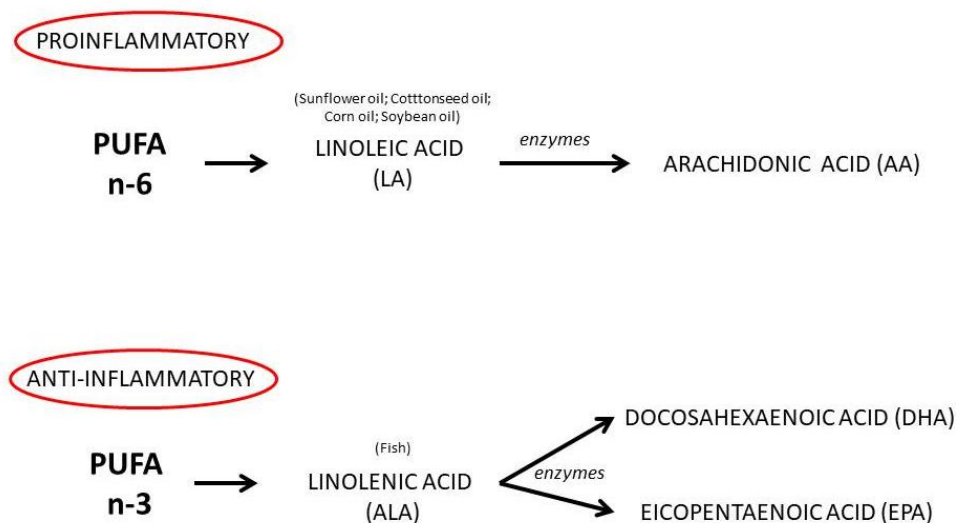 PROINFLAMMATORY
(Sunflower oil; Cotttonseed oil;
Corn oil; Soybean oil)
PUFA
n-6
LINOLEIC ACID
(LA)
enzymes
ARACHIDONIC ACID (AA)
ANTI-INFLAMMATORY
PUFA
n-3
(Fish)
LINOLENIC ACID
(ALA)
enzymes
DOCOSAHEXAENOIC ACID (DHA)
EICOPENTAENOIC ACID (EPA)